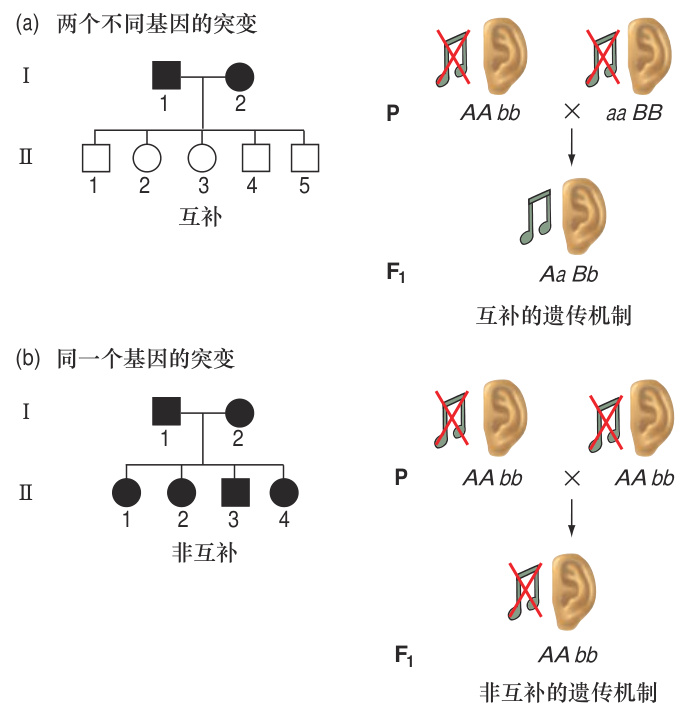 (a) 两个不同基因的突变
I
1 2
II
1 2 3 4 5
互补
P AA bb × aa BB
F1 Aa Bb
互补的遗传机制
(b) 同一个基因的突变
I
1 2
II
1 2 3 4
非互补
P AA bb × AA bb
F1 AA bb
非互补的遗传机制